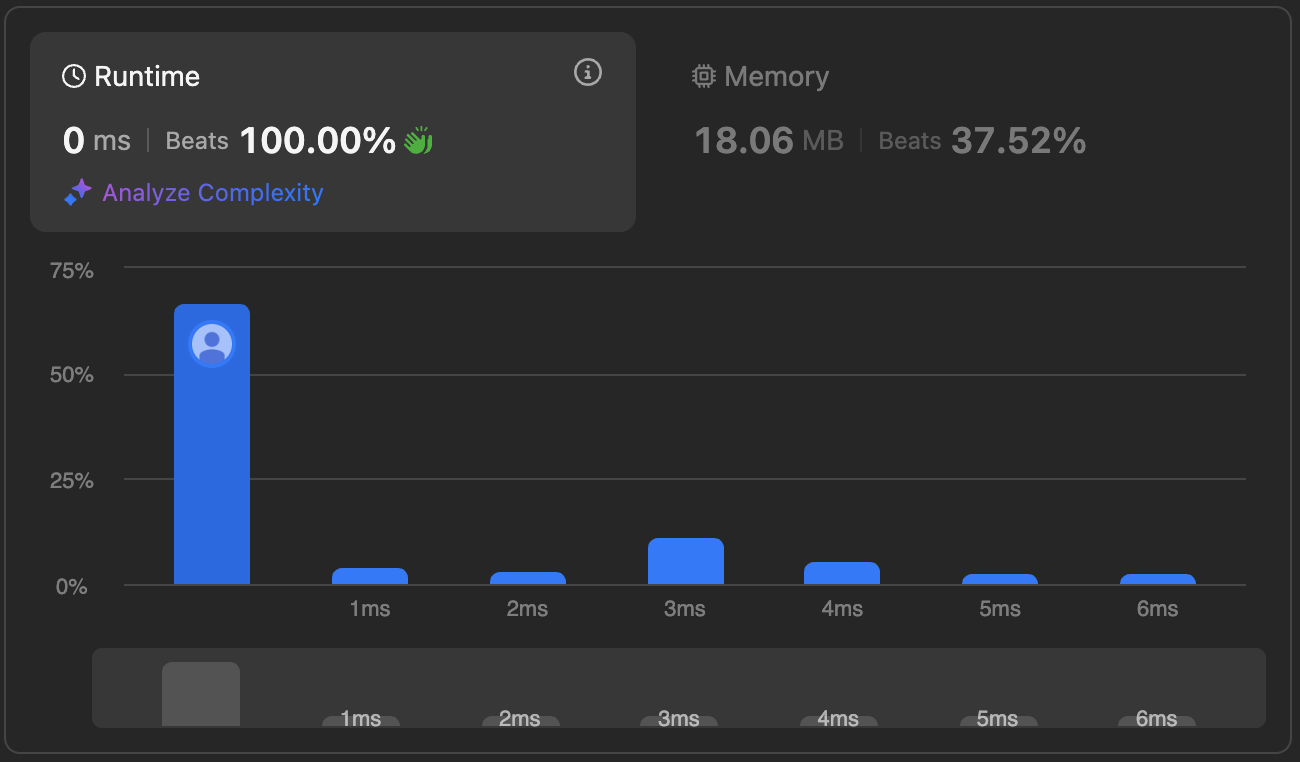 Runtime
0 ms | Beats 100.00%
Analyze Complexity
Memory
18.06 MB | Beats 37.52%
75%
50%
25%
0%
1ms 2ms 3ms 4ms 5ms 6ms
1ms 2ms 3ms 4ms 5ms 6ms